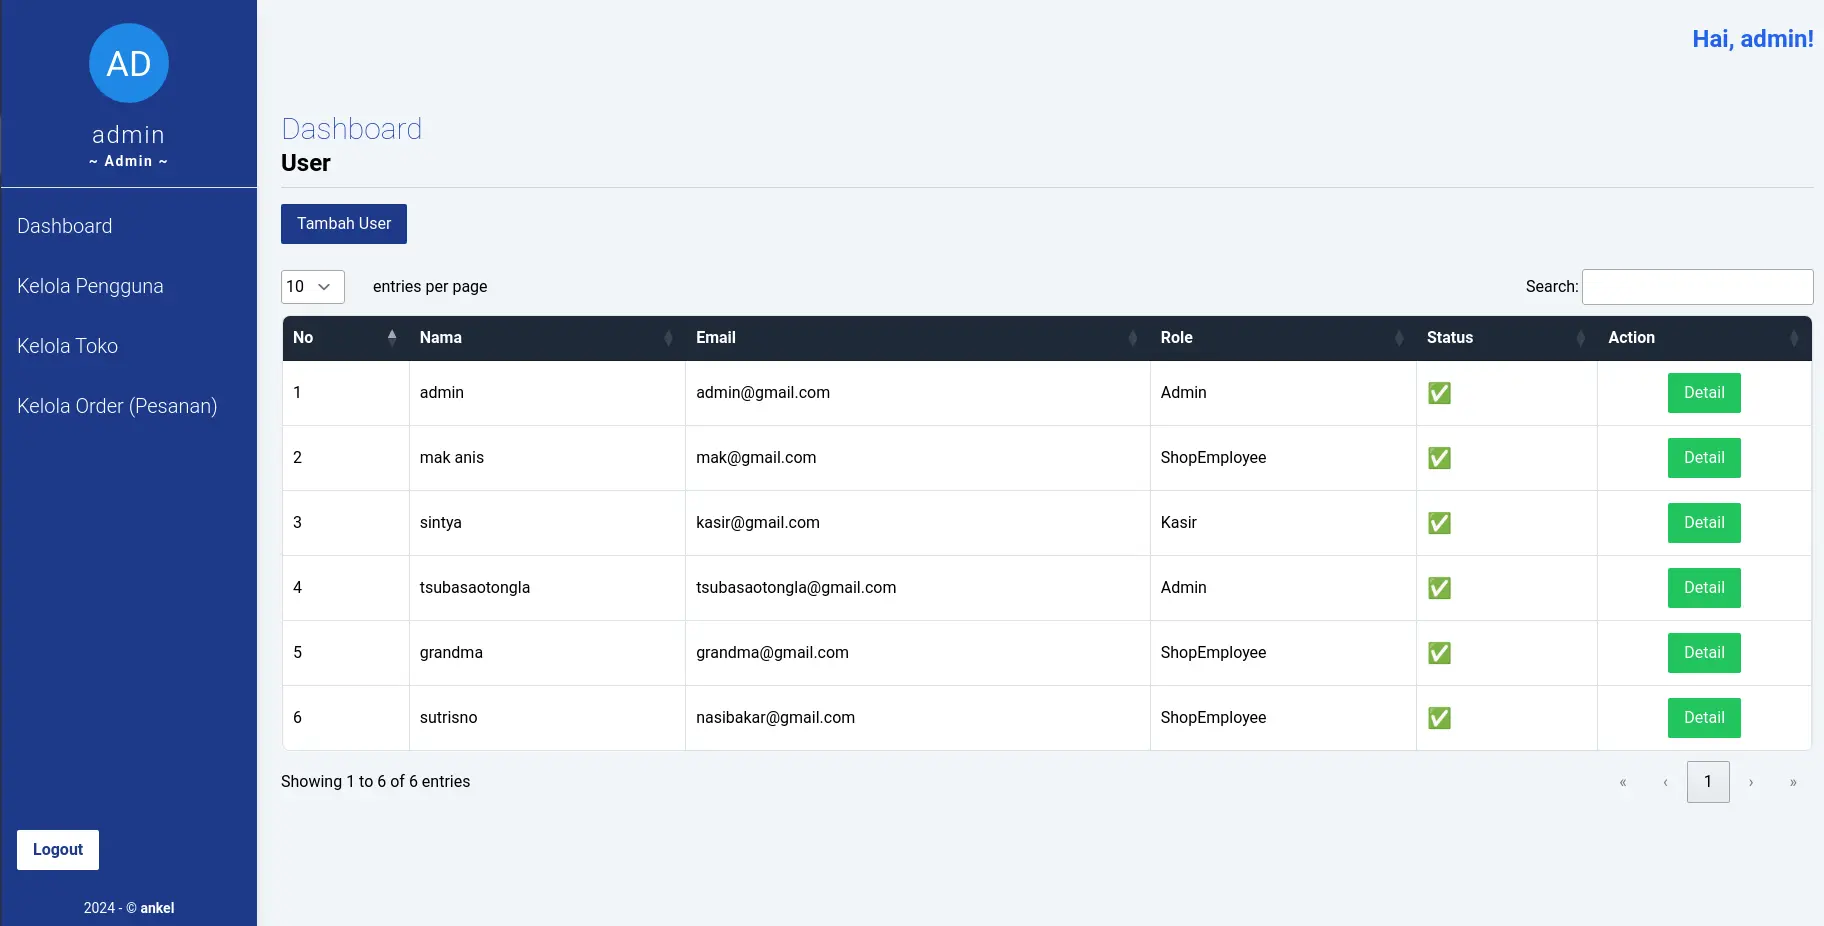 AD
admin
~ Admin ~
Dashboard
Kelola Pengguna
Kelola Toko
Kelola Order (Pesanan)
Logout
2024 - © ankel
Hai, admin!
Dashboard
User
Tambah User
10 entries per page
Search:
No Nama Email Role Status Action
1 admin admin@gmail.com Admin ✅ Detail
2 mak anis mak@gmail.com ShopEmployee ✅ Detail
3 sintya kasir@gmail.com Kasir ✅ Detail
4 tsubasaotongla tsubasaotongla@gmail.com Admin ✅ Detail
5 grandma grandma@gmail.com ShopEmployee ✅ Detail
6 sutrisno nasibakar@gmail.com ShopEmployee ✅ Detail
Showing 1 to 6 of 6 entries
« ‹ 1 › »